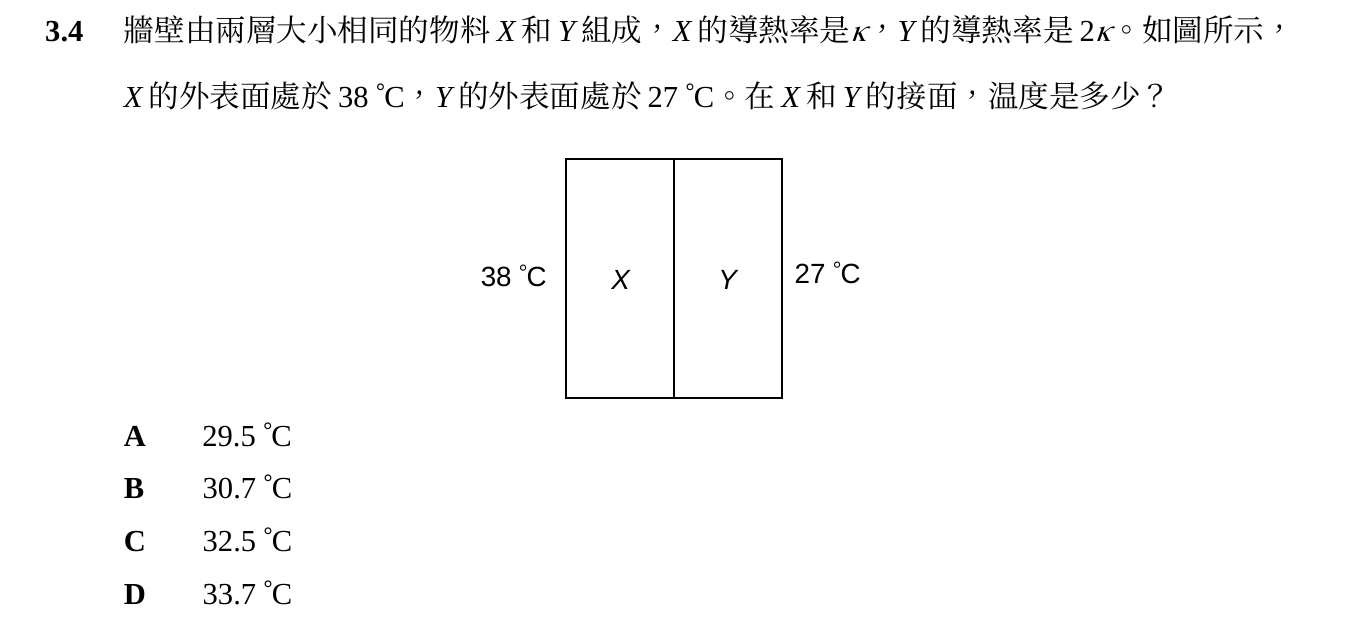 3.4 牆壁由兩層大小相同的物料 X 和 Y 組成，X 的導熱率是κ，Y 的導熱率是 2κ。如圖所示，
X 的外表面處於 38 ℃，Y 的外表面處於 27 ℃。在 X 和 Y 的接面，温度是多少？
38 ℃ X Y 27 ℃
A 29.5 ℃
B 30.7 ℃
C 32.5 ℃
D 33.7 ℃